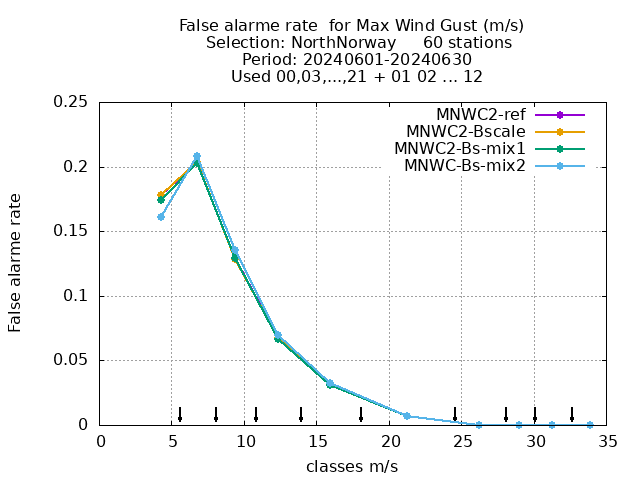 False alarme rate  for Max Wind Gust (m/s)
Selection: NorthNorway     60 stations
Period: 20240601-20240630
Used 00,03,...,21 + 01 02 ... 12
MNWC2-ref
MNWC2-Bscale
MNWC2-Bs-mix1
MNWC-Bs-mix2
False alarme rate
0.25
0.2
0.15
0.1
0.05
0
0 5 10 15 20 25 30 35
classes m/s